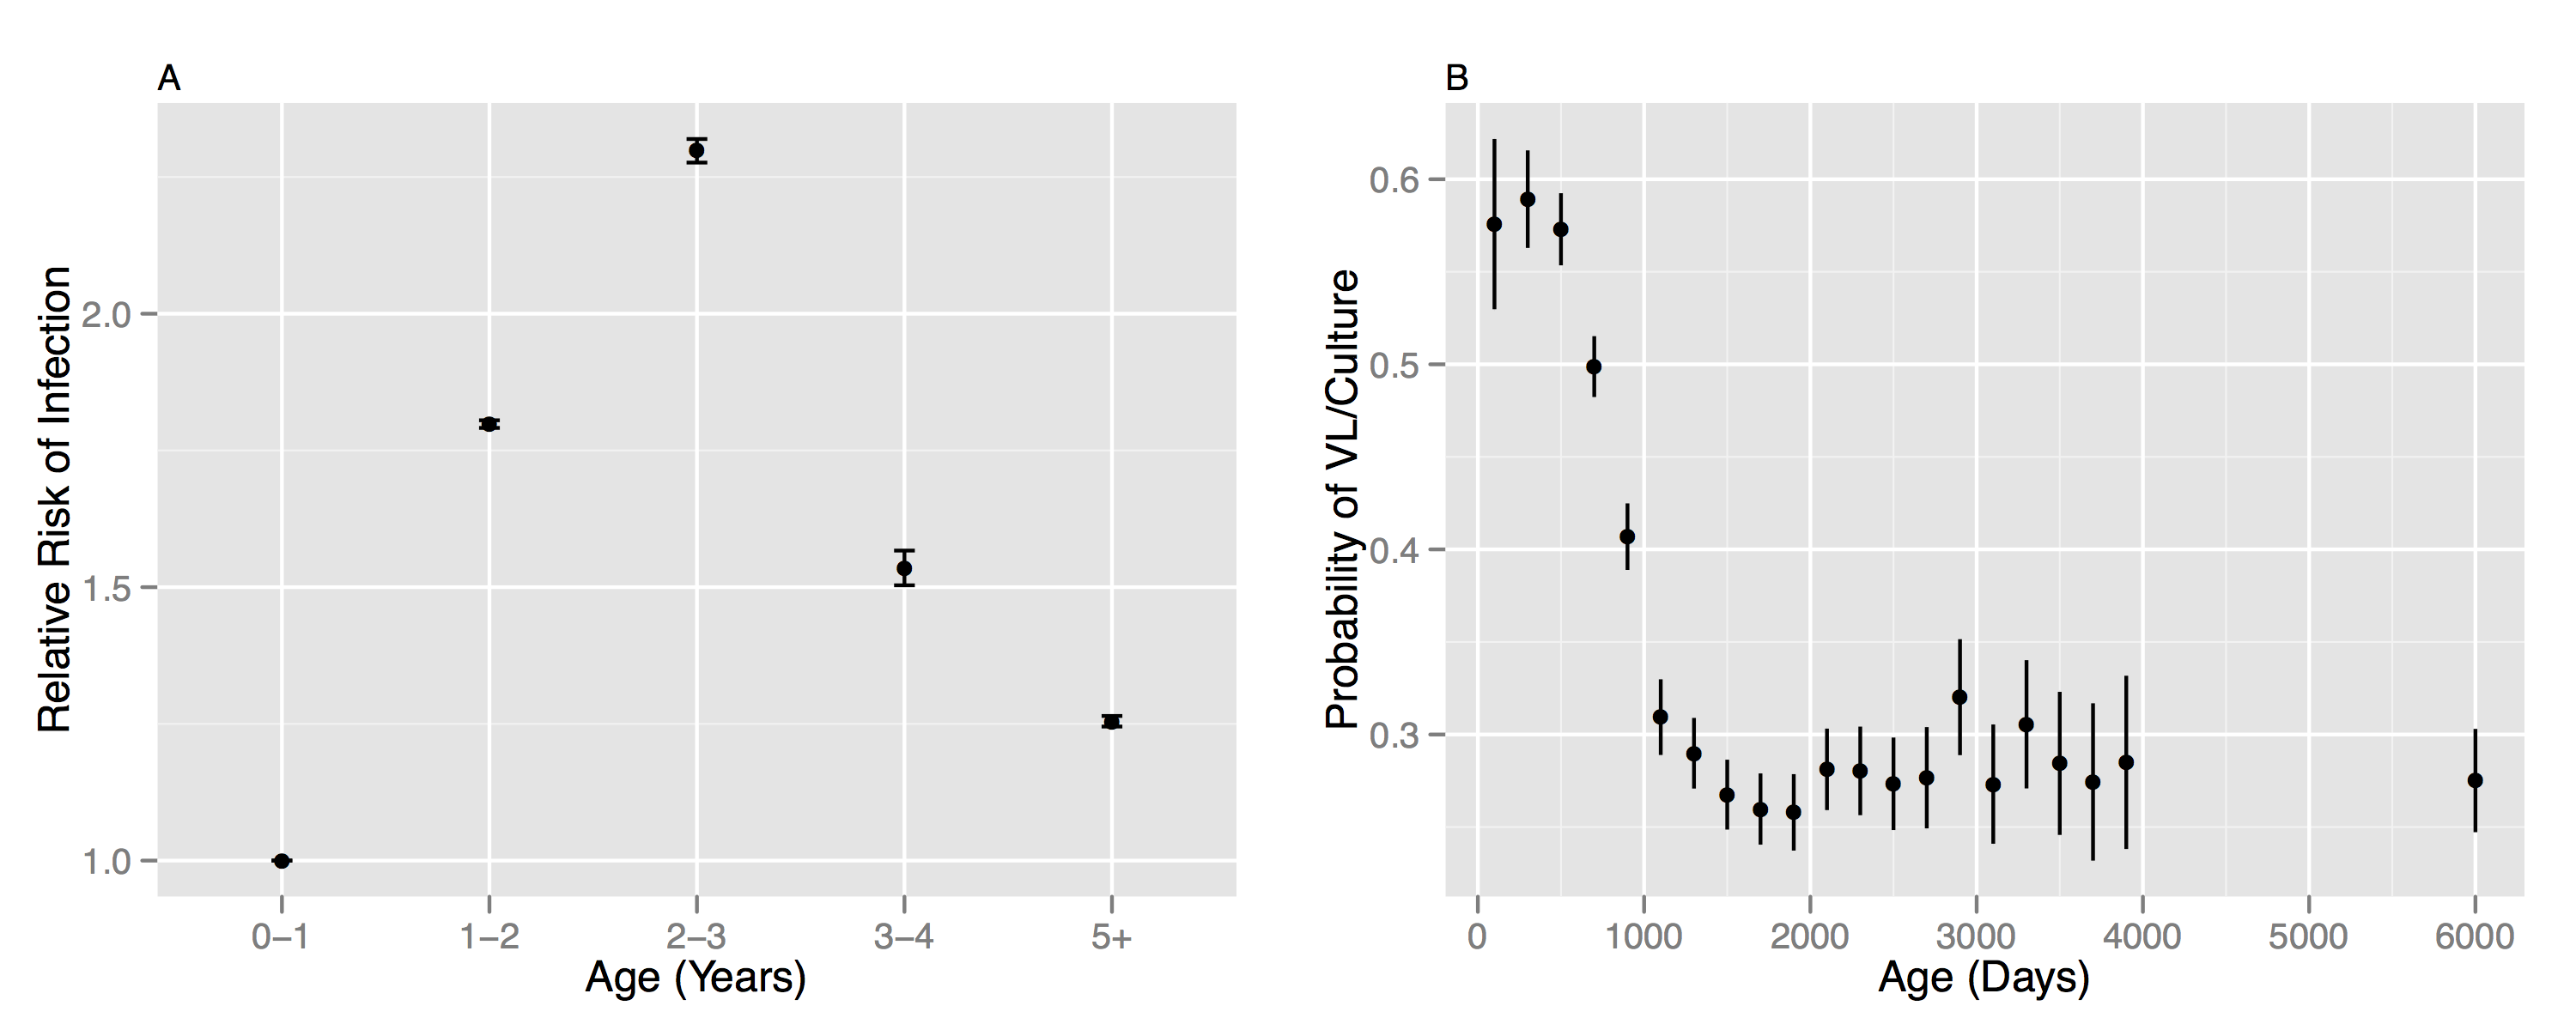 A
Relative Risk of Infection
2.0
1.5
1.0
0–1 1–2 2–3 3–4 5+
Age (Years)
B
Probability of VL/Culture
0.6
0.5
0.4
0.3
0 1000 2000 3000 4000 5000 6000
Age (Days)